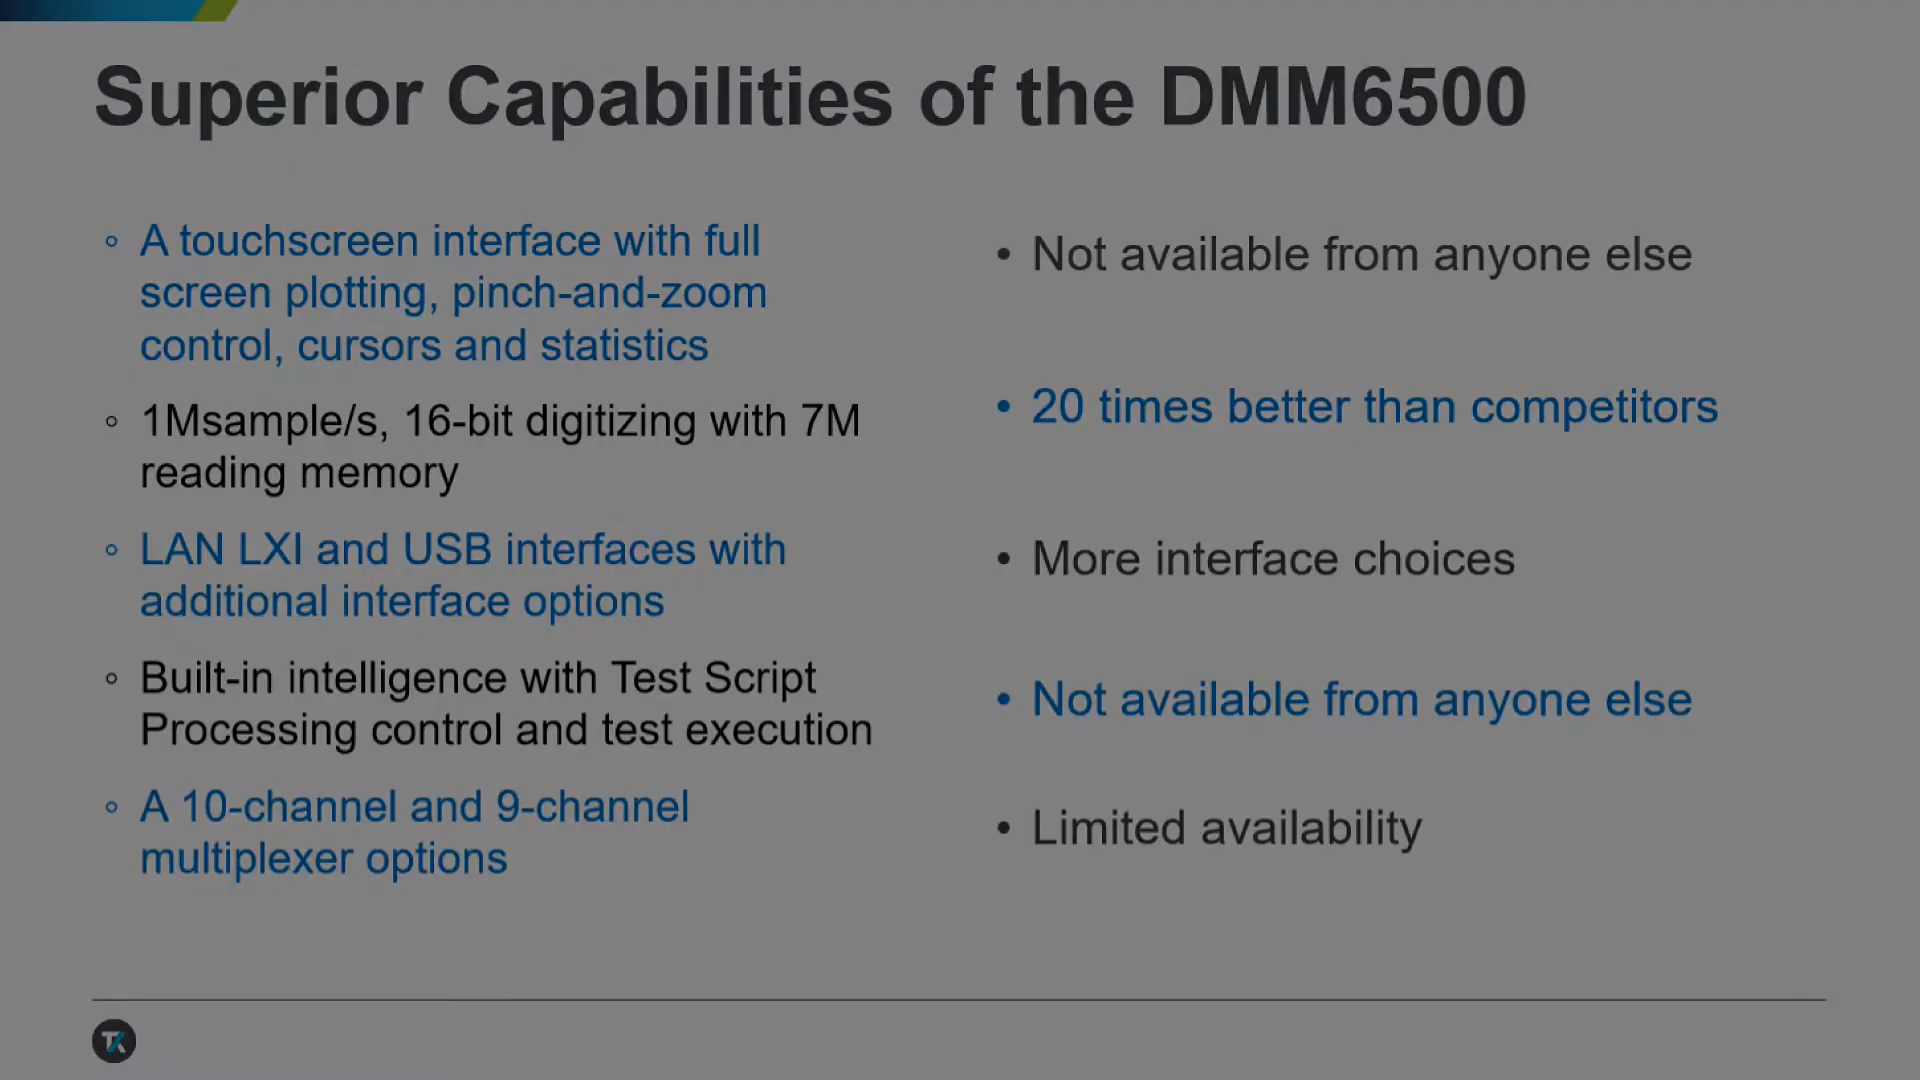 Superior Capabilities of the DMM6500
◦ A touchscreen interface with full
screen plotting, pinch-and-zoom
control, cursors and statistics
◦ 1Msample/s, 16-bit digitizing with 7M
reading memory
◦ LAN LXI and USB interfaces with
additional interface options
◦ Built-in intelligence with Test Script
Processing control and test execution
◦ A 10-channel and 9-channel
multiplexer options
• Not available from anyone else
• 20 times better than competitors
• More interface choices
• Not available from anyone else
• Limited availability
TK